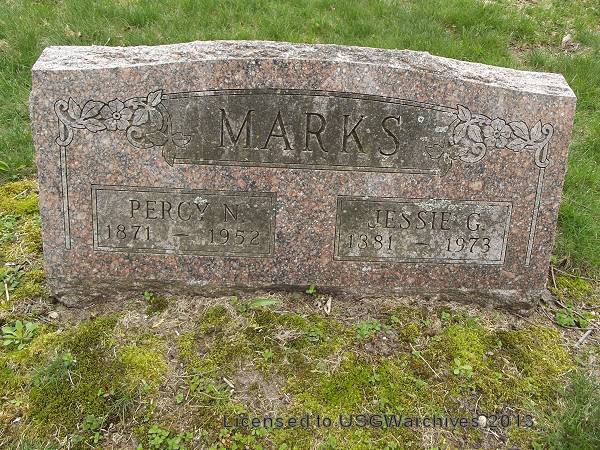 MARKS
PERCY N.
1871 – 1952
JESSIE G.
1881 – 1973
Licensed to USGWarchives 2013